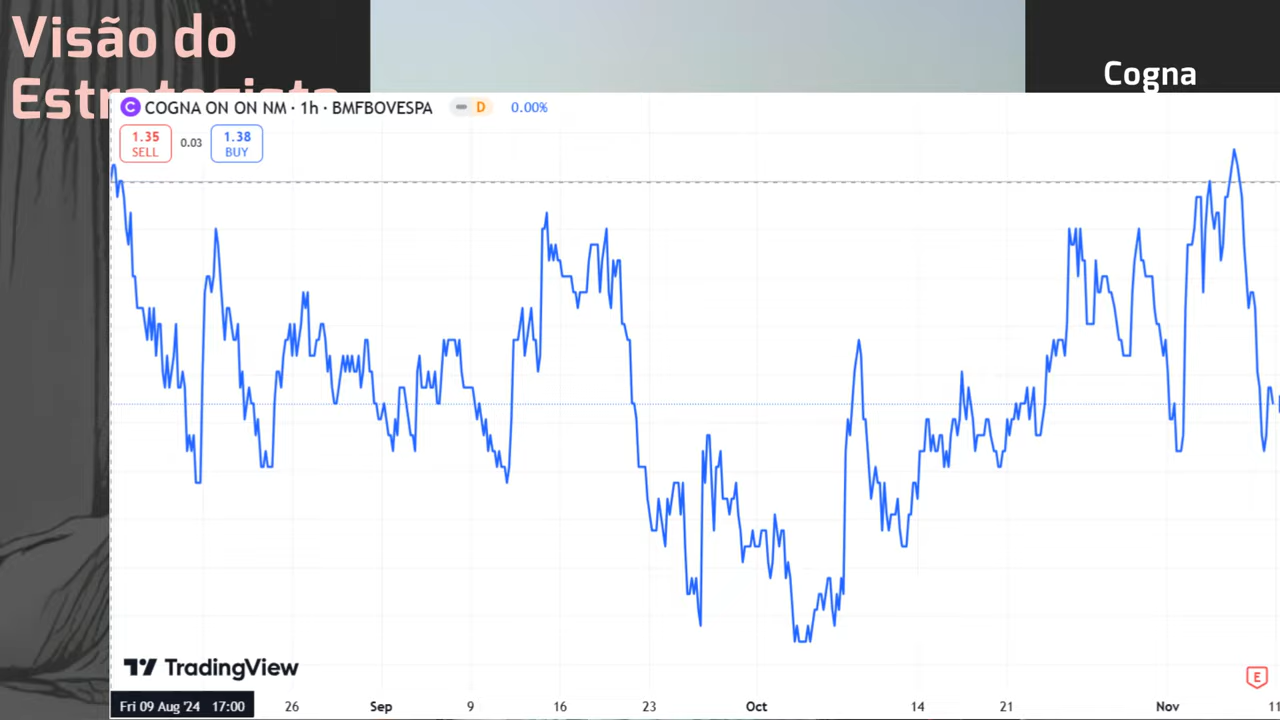 Visão do
Estrategista
Cogna
C COGNA ON ON NM · 1h · BMFBOVESPA D 0.00%
1.35 0.03 1.38
SELL BUY
TradingView
E
Fri 09 Aug '24 17:00 26 Sep 9 16 23 Oct 14 21 Nov 11